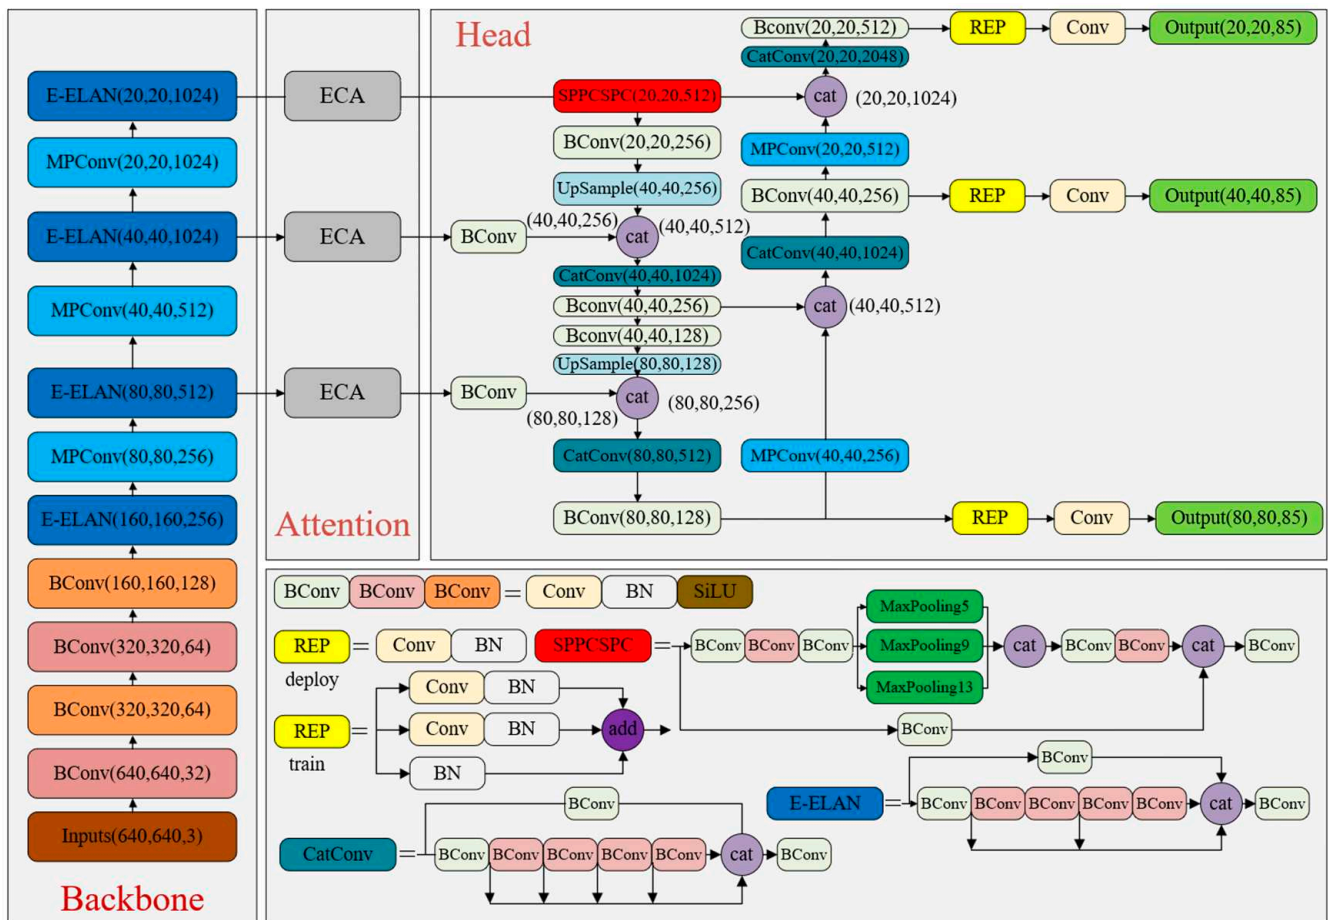 Backbone
E-ELAN(20,20,1024)
MPConv(20,20,1024)
E-ELAN(40,40,1024)
MPConv(40,40,512)
E-ELAN(80,80,512)
MPConv(80,80,256)
E-ELAN(160,160,256)
BConv(160,160,128)
BConv(320,320,64)
BConv(320,320,64)
BConv(640,640,32)
Inputs(640,640,3)
Attention
ECA
ECA
ECA
Head
SPPCSPC(20,20,512)
BConv(20,20,256)
UpSample(40,40,256)
BConv
(40,40,256)
cat
(40,40,512)
CatConv(40,40,1024)
Bconv(40,40,256)
Bconv(40,40,128)
UpSample(80,80,128)
BConv
(80,80,128)
cat
(80,80,256)
CatConv(80,80,512)
BConv(80,80,128)
Bconv(20,20,512)
CatConv(20,20,2048)
cat
(20,20,1024)
MPConv(20,20,512)
BConv(40,40,256)
CatConv(40,40,1024)
cat
(40,40,512)
MPConv(40,40,256)
REP
Conv
Output(20,20,85)
REP
Conv
Output(40,40,85)
REP
Conv
Output(80,80,85)
BConv BConv BConv = Conv BN SiLU
REP = Conv BN
deploy
SPPCSPC = BConv BConv BConv
MaxPooling5
MaxPooling9
MaxPooling13
cat BConv BConv cat BConv
BConv
REP =
train
Conv BN
Conv BN
BN
add
E-ELAN =
BConv
BConv BConv BConv BConv BConv cat BConv
CatConv =
BConv
BConv BConv BConv BConv BConv cat BConv